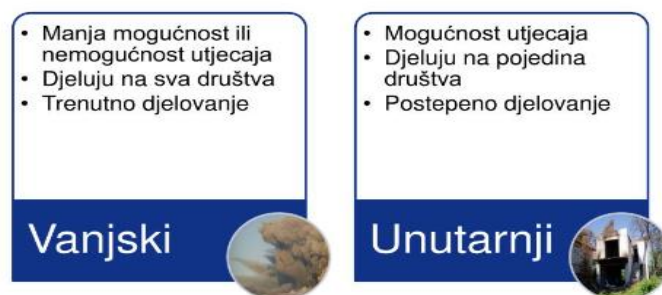 • Manja mogućnost ili
nemogućnost utjecaja
• Djeluju na sva društva
• Trenutno djelovanje
Vanjski
• Mogućnost utjecaja
• Djeluju na pojedina
društva
• Postepeno djelovanje
Unutarnji